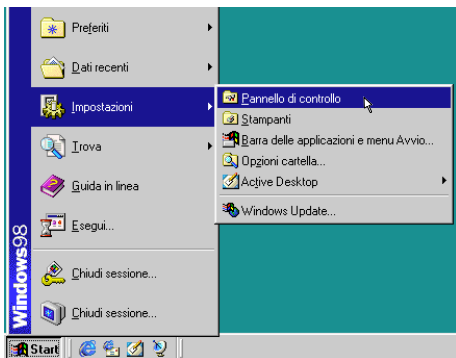 Preferiti
Dati recenti
Impostazioni
Trova
Guida in linea
Esegui...
Chiudi sessione...
Chiudi sessione...
Pannello di controllo
Stampanti
Barra delle applicazioni e menu Avvio...
Opzioni cartella...
Active Desktop
Windows Update...
Windows98
Start